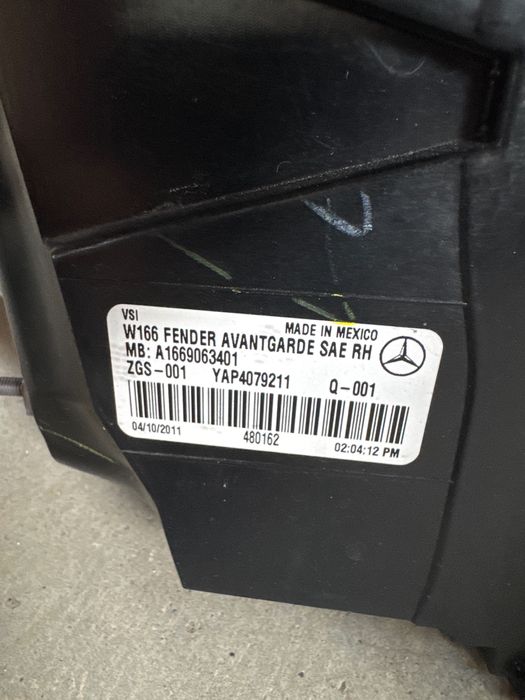 VSI
MADE IN MEXICO
W166 FENDER AVANTGARDE SAE RH
MB: A1669063401
ZGS-001 YAP4079211 Q-001
04/10/2011 480162 02:04:12 PM